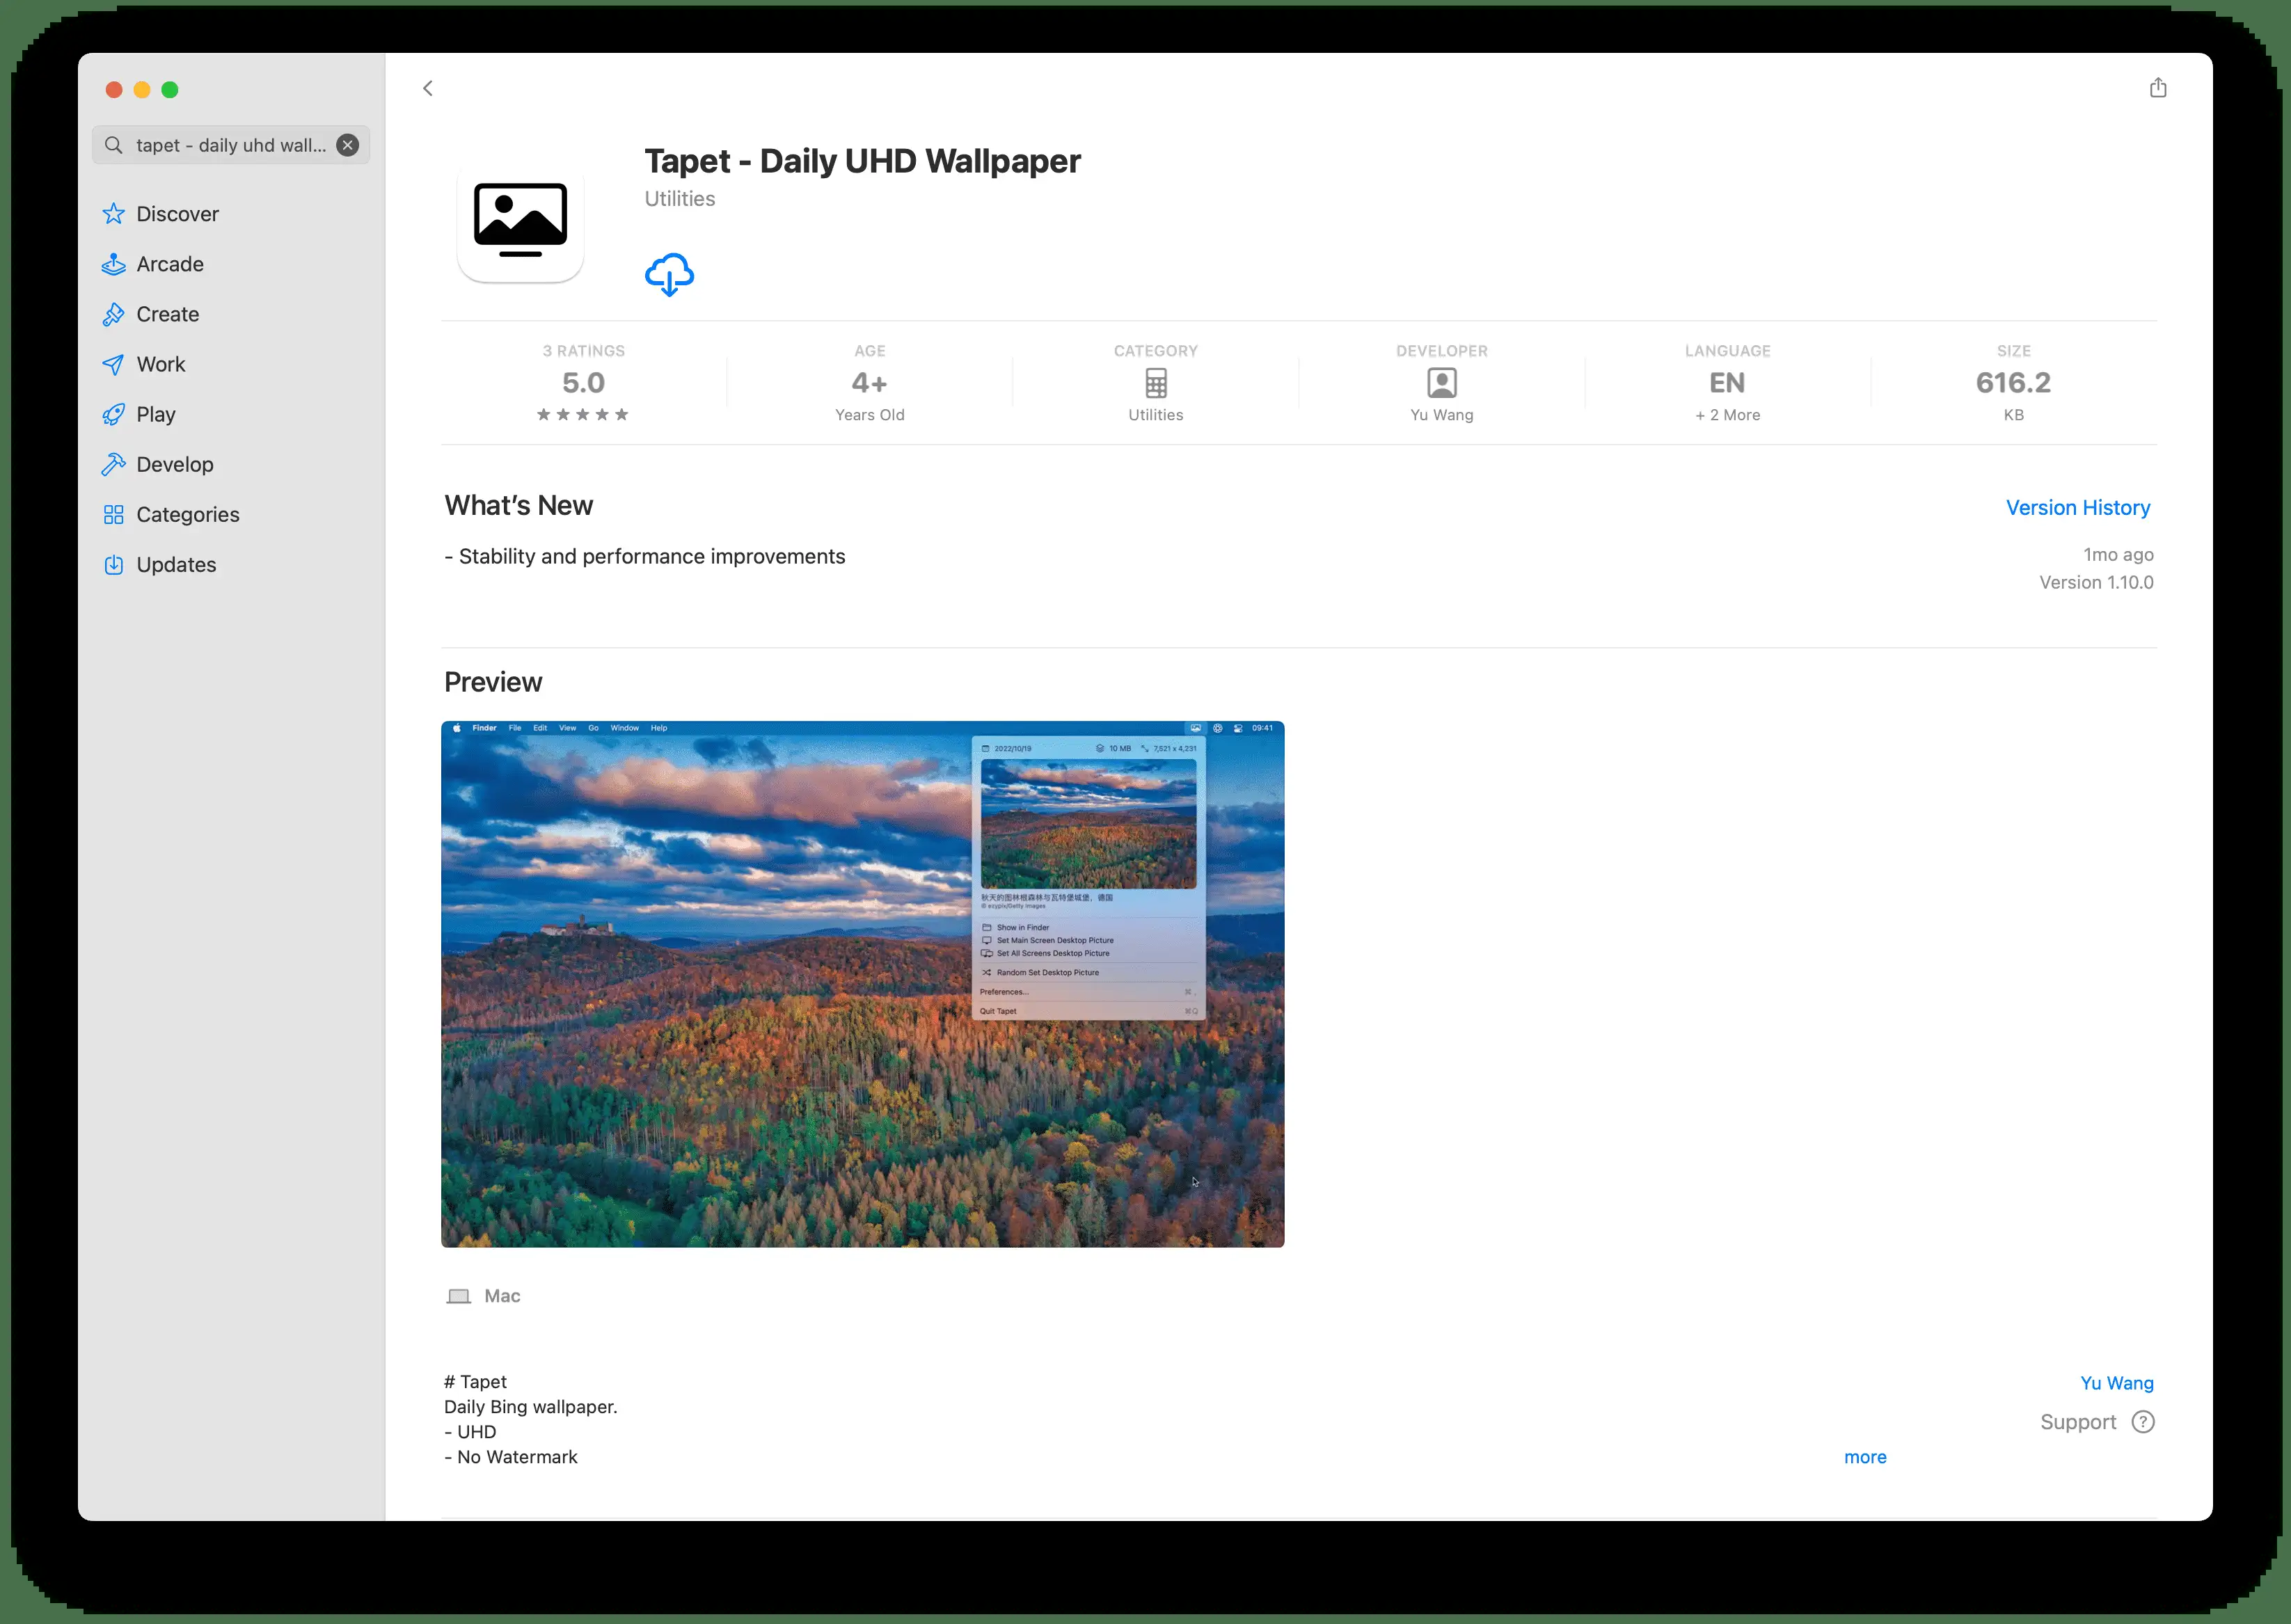 tapet - daily uhd wall...
Discover
Arcade
Create
Work
Play
Develop
Categories
Updates
Tapet - Daily UHD Wallpaper
Utilities
3 RATINGS
5.0
★★★★★
AGE
4+
Years Old
CATEGORY
Utilities
DEVELOPER
Yu Wang
LANGUAGE
EN
+ 2 More
SIZE
616.2
KB
What's New
Version History
- Stability and performance improvements
1mo ago
Version 1.10.0
Preview
Finder File Edit View Go Window Help
09:41
2022/10/19 10 MB 7,521 x 4,231
秋天的图林根森林与瓦特堡城堡，德国
© ezypix/Getty Images
Show in Finder
Set Main Screen Desktop Picture
Set All Screens Desktop Picture
Random Set Desktop Picture
Preferences... ⌘ ,
Quit Tapet ⌘Q
Mac
# Tapet
Daily Bing wallpaper.
- UHD
- No Watermark
more
Yu Wang
Support